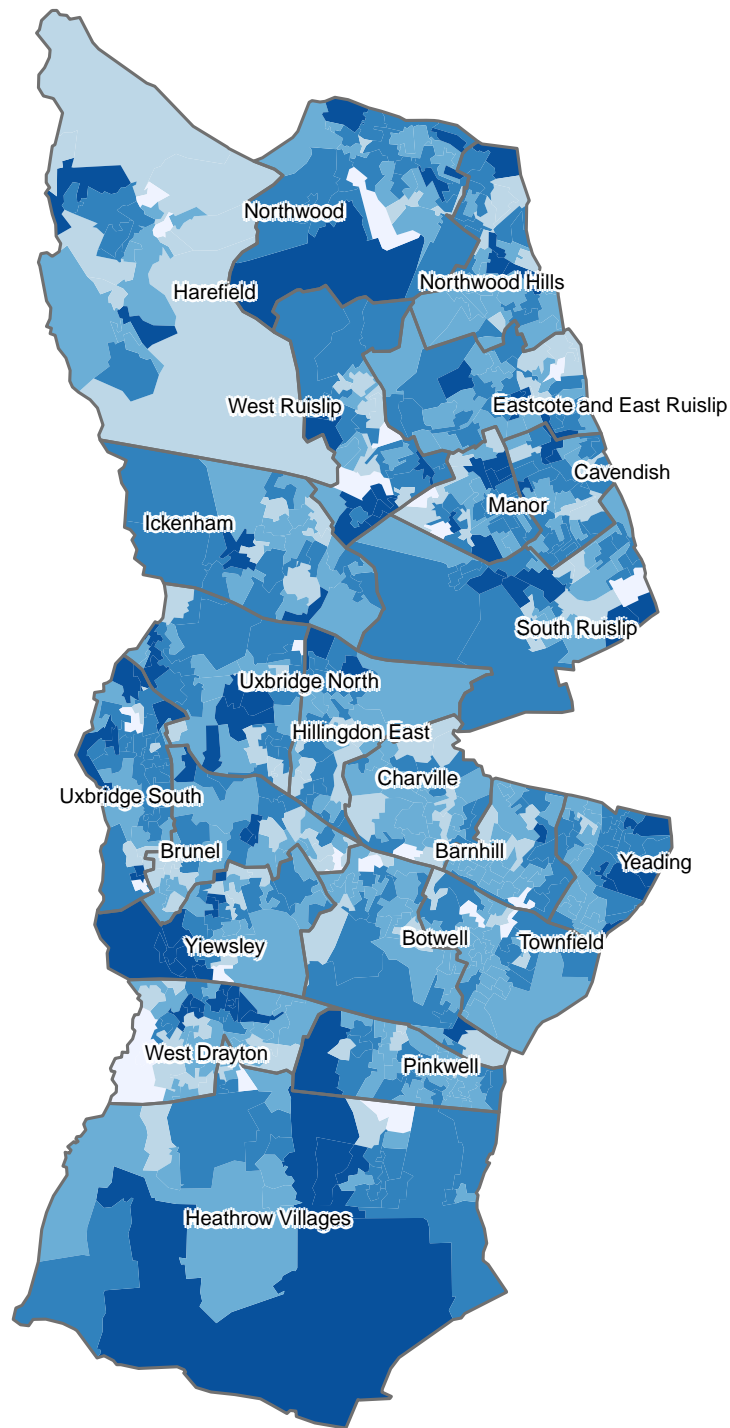 Northwood
Northwood Hills
Harefield
West Ruislip
Eastcote and East Ruislip
Cavendish
Manor
Ickenham
South Ruislip
Uxbridge North
Hillingdon East
Charville
Uxbridge South
Brunel
Barnhill
Yeading
Botwell
Townfield
Yiewsley
West Drayton
Pinkwell
Heathrow Villages